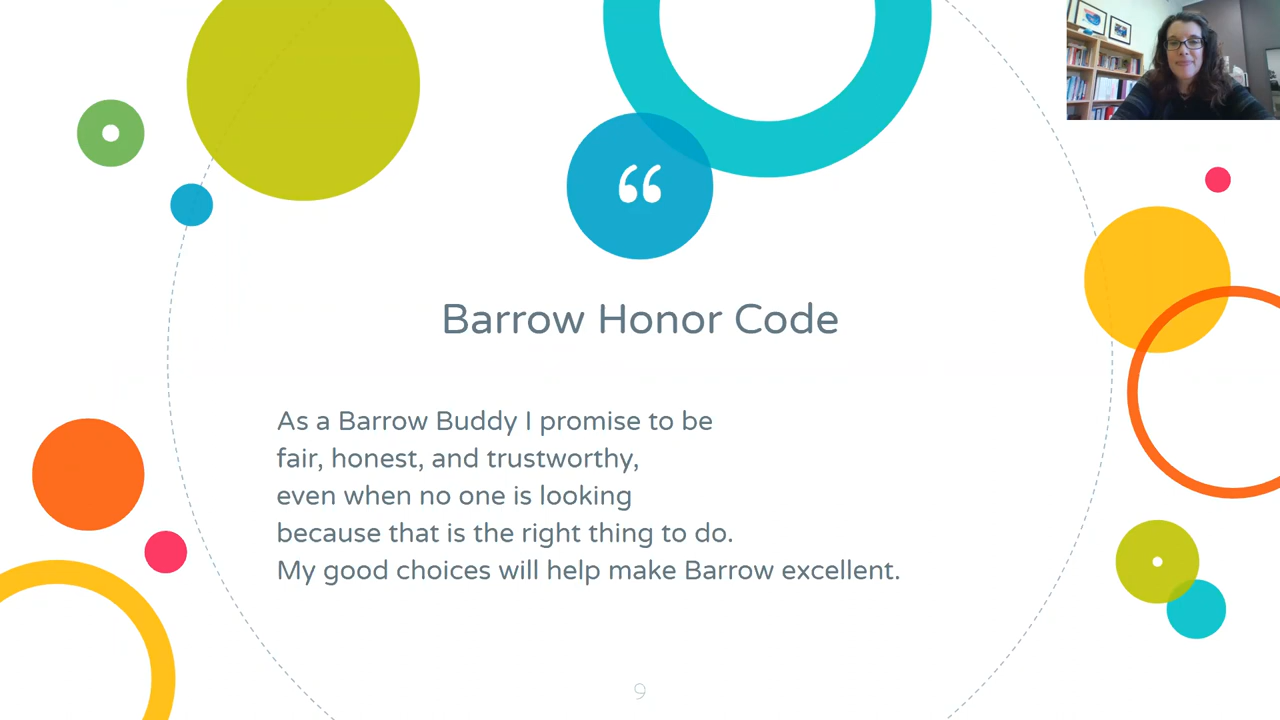 “
Barrow Honor Code
As a Barrow Buddy I promise to be
fair, honest, and trustworthy,
even when no one is looking
because that is the right thing to do.
My good choices will help make Barrow excellent.
9